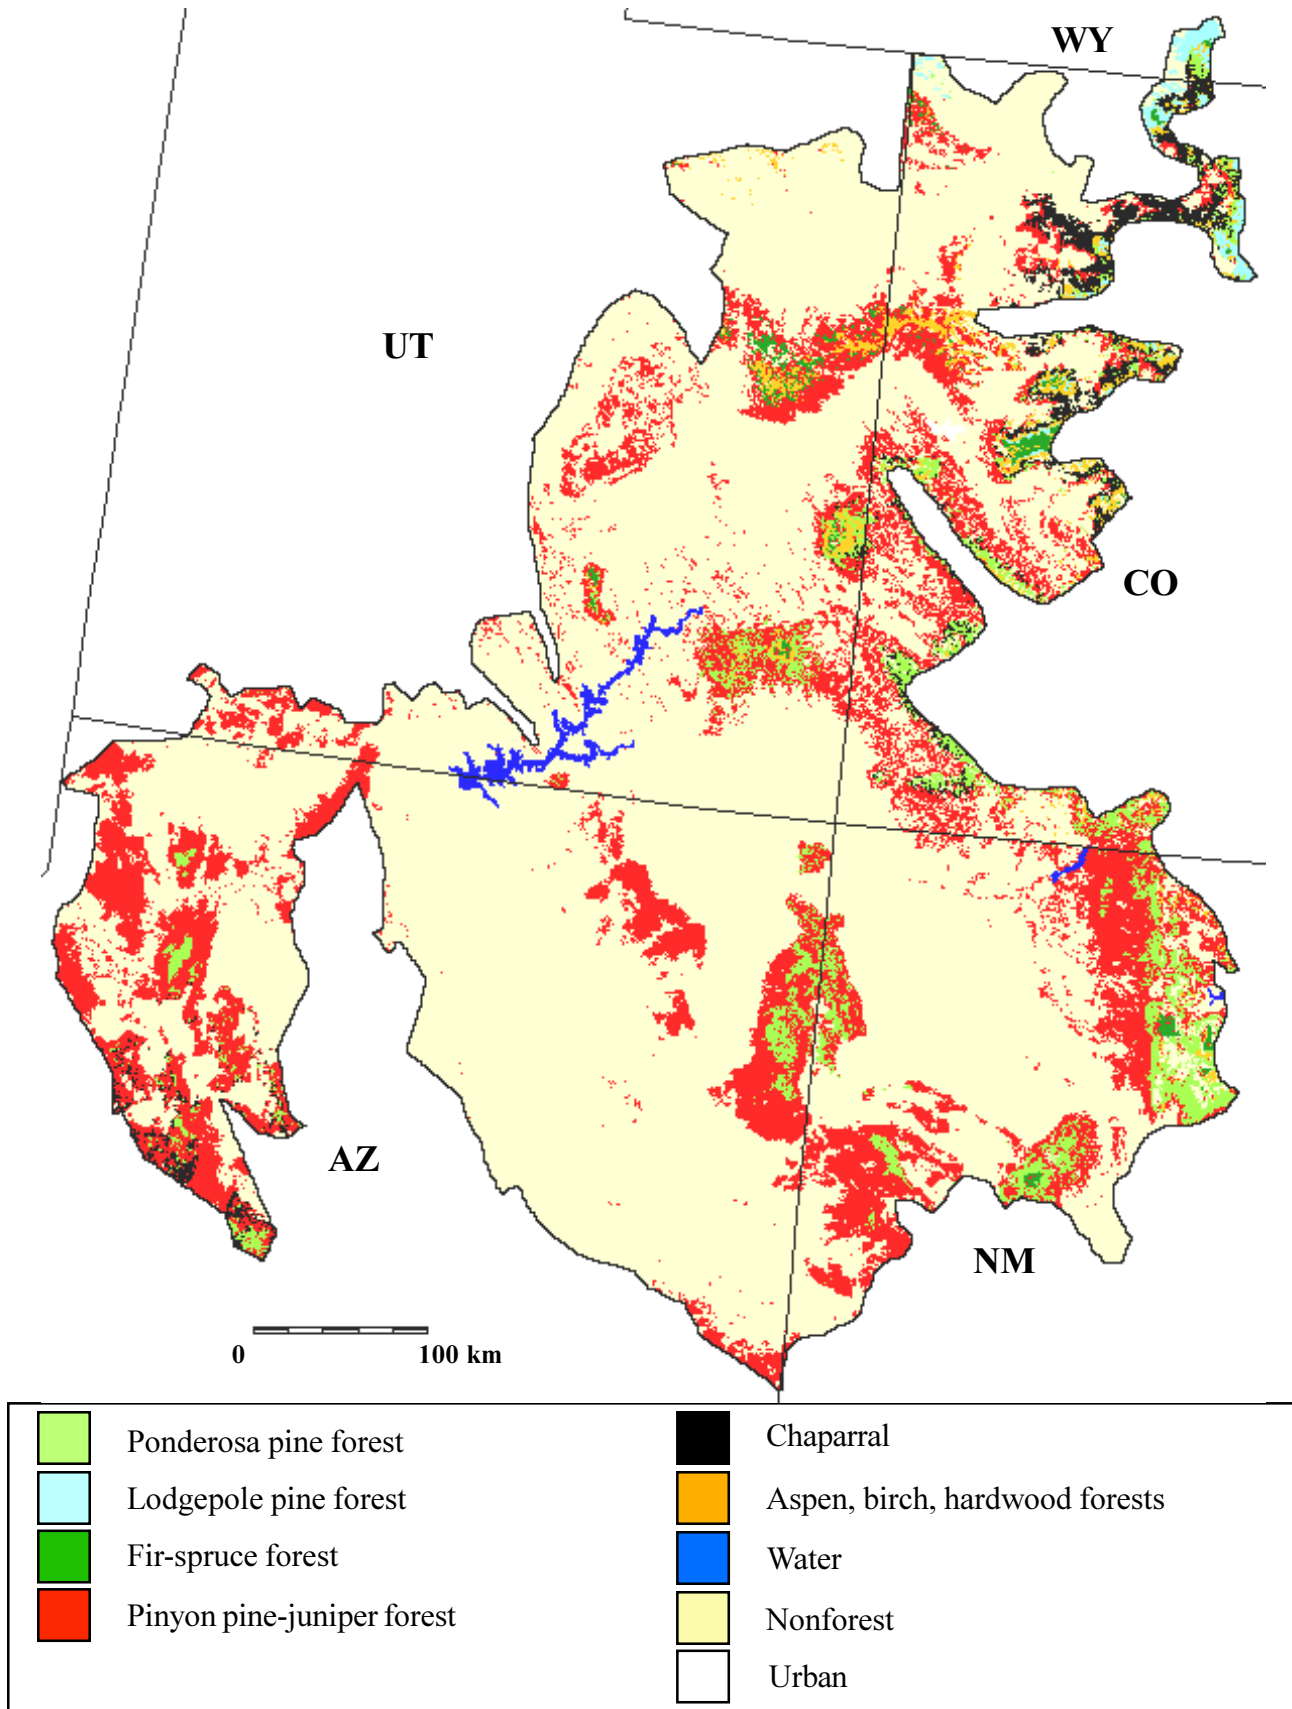 WY
UT
CO
AZ
NM
0 100 km
Ponderosa pine forest
Lodgepole pine forest
Fir-spruce forest
Pinyon pine-juniper forest
Chaparral
Aspen, birch, hardwood forests
Water
Nonforest
Urban